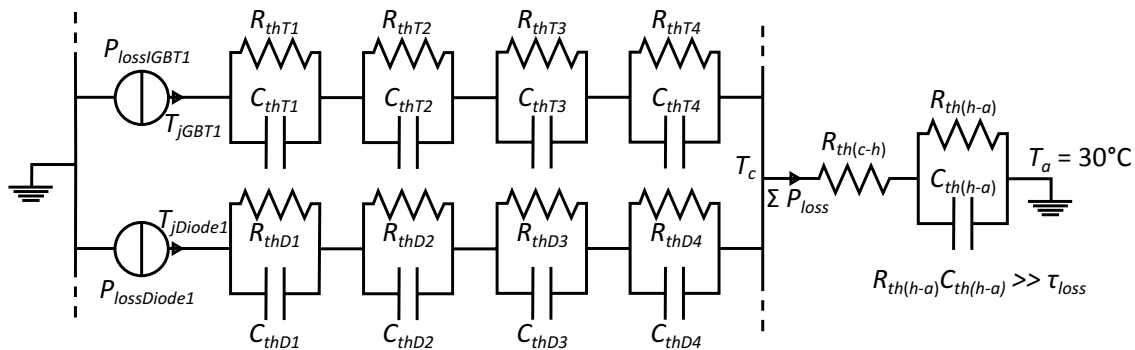 R_thT1 R_thT2 R_thT3 R_thT4
P_lossIGBT1
C_thT1 C_thT2 C_thT3 C_thT4
T_jGBT1
R_th(h-a)
R_th(c-h)
T_a = 30°C
T_c
C_th(h-a)
Σ P_loss
T_jDiode1
R_thD1 R_thD2 R_thD3 R_thD4
P_lossDiode1
R_th(h-a)C_th(h-a) >> τ_loss
C_thD1 C_thD2 C_thD3 C_thD4